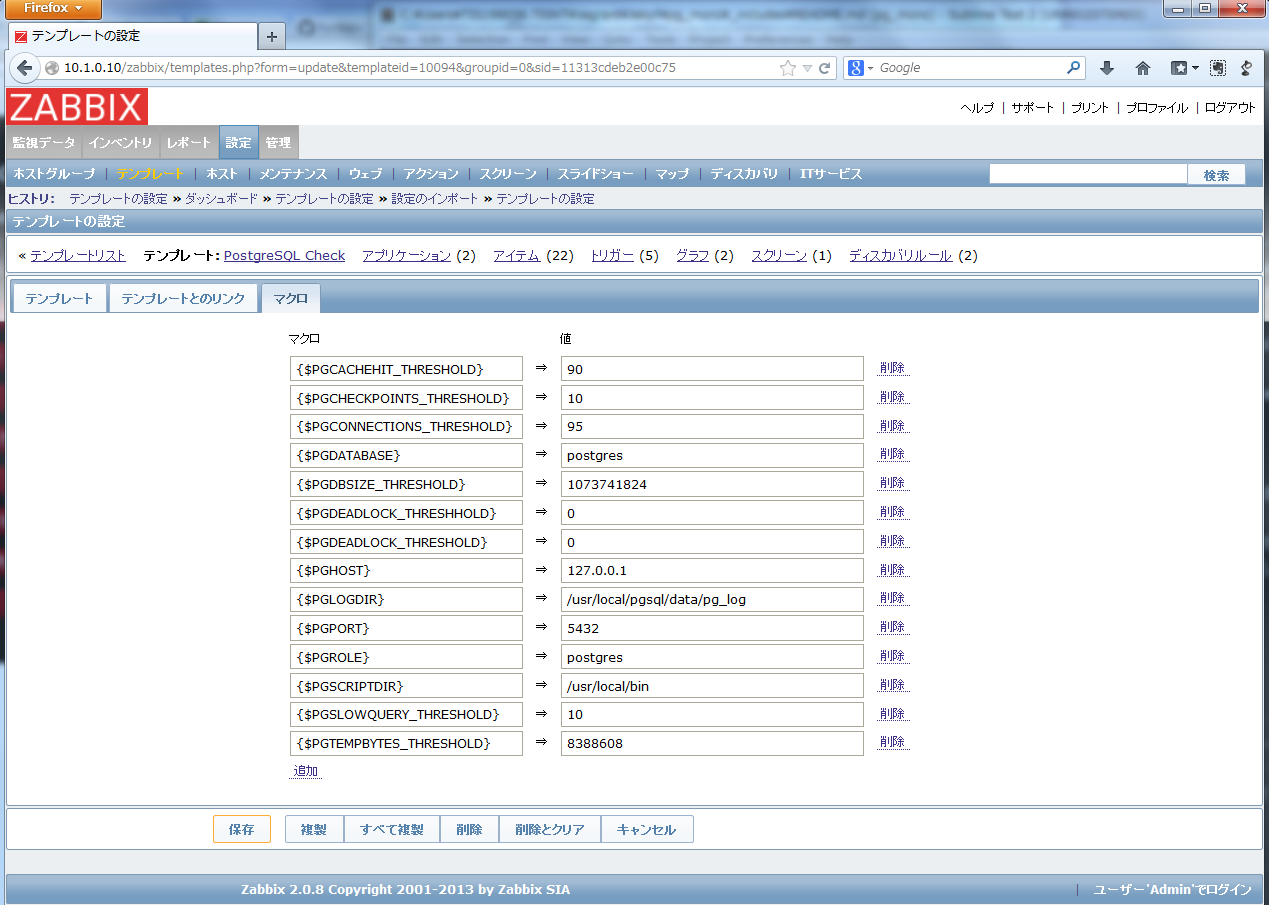 Firefox
テンプレートの設定
10.1.0.10/zabbix/templates.php?form=update&templateid=10094&groupid=0&sid=11313cdeb2e00c75
Google
ZABBIX
ヘルプ | サポート | プリント | プロファイル | ログアウト
監視データ インベントリ レポート 設定 管理
ホストグループ | テンプレート | ホスト | メンテナンス | ウェブ | アクション | スクリーン | スライドショー | マップ | ディスカバリ | ITサービス 検索
ヒストリ: テンプレートの設定 » ダッシュボード » テンプレートの設定 » 設定のインポート » テンプレートの設定
テンプレートの設定
« テンプレートリスト テンプレート: PostgreSQL Check アプリケーション (2) アイテム (22) トリガー (5) グラフ (2) スクリーン (1) ディスカバリルール (2)
テンプレート テンプレートとのリンク マクロ
マクロ 値
{$PGCACHEHIT_THRESHOLD} ⇒ 90 削除
{$PGCHECKPOINTS_THRESHOLD} ⇒ 10 削除
{$PGCONNECTIONS_THRESHOLD} ⇒ 95 削除
{$PGDATABASE} ⇒ postgres 削除
{$PGDBSIZE_THRESHOLD} ⇒ 1073741824 削除
{$PGDEADLOCK_THRESHHOLD} ⇒ 0 削除
{$PGDEADLOCK_THRESHOLD} ⇒ 0 削除
{$PGHOST} ⇒ 127.0.0.1 削除
{$PGLOGDIR} ⇒ /usr/local/pgsql/data/pg_log 削除
{$PGPORT} ⇒ 5432 削除
{$PGROLE} ⇒ postgres 削除
{$PGSCRIPTDIR} ⇒ /usr/local/bin 削除
{$PGSLOWQUERY_THRESHOLD} ⇒ 10 削除
{$PGTEMPBYTES_THRESHOLD} ⇒ 8388608 削除
追加
保存 複製 すべて複製 削除 削除とクリア キャンセル
Zabbix 2.0.8 Copyright 2001-2013 by Zabbix SIA | ユーザー'Admin'でログイン